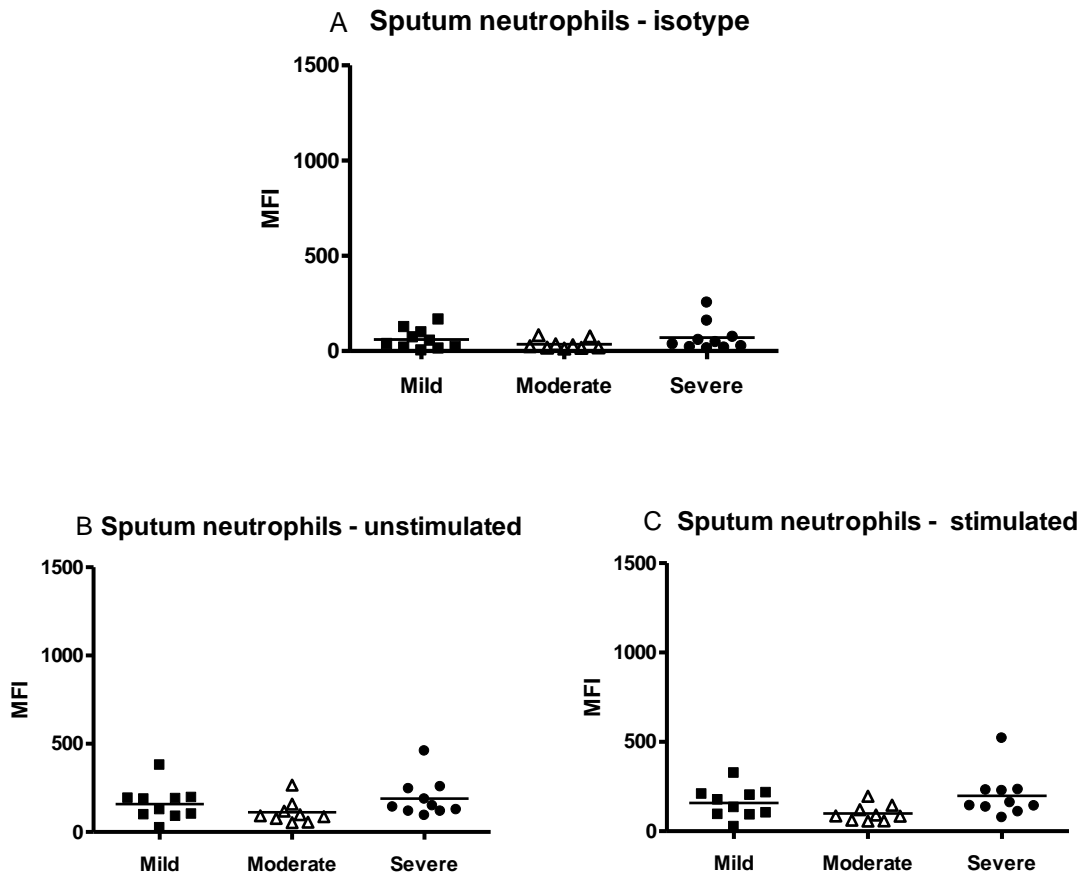 A Sputum neutrophils - isotype
1500
1000
MFI
500
0
Mild Moderate Severe
B Sputum neutrophils - unstimulated
1500
1000
MFI
500
0
Mild Moderate Severe
C Sputum neutrophils - stimulated
1500
1000
MFI
500
0
Mild Moderate Severe